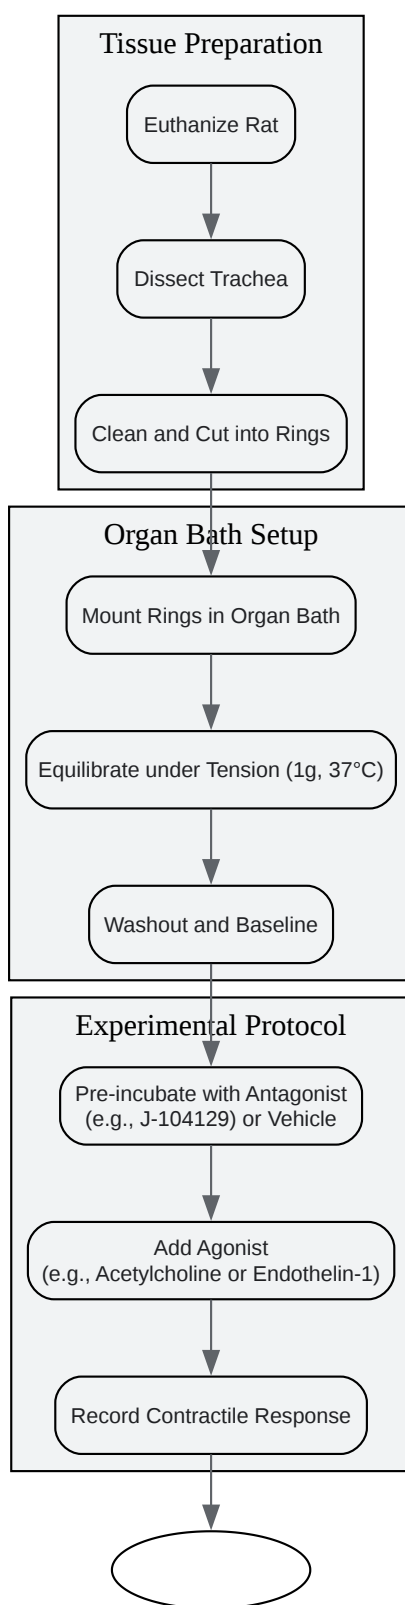 Tissue Preparation
Euthanize Rat
Dissect Trachea
Clean and Cut into Rings
Organ Bath Setup
Mount Rings in Organ Bath
Equilibrate under Tension (1g, 37°C)
Washout and Baseline
Experimental Protocol
Pre-incubate with Antagonist
(e.g., J-104129) or Vehicle
Add Agonist
(e.g., Acetylcholine or Endothelin-1)
Record Contractile Response